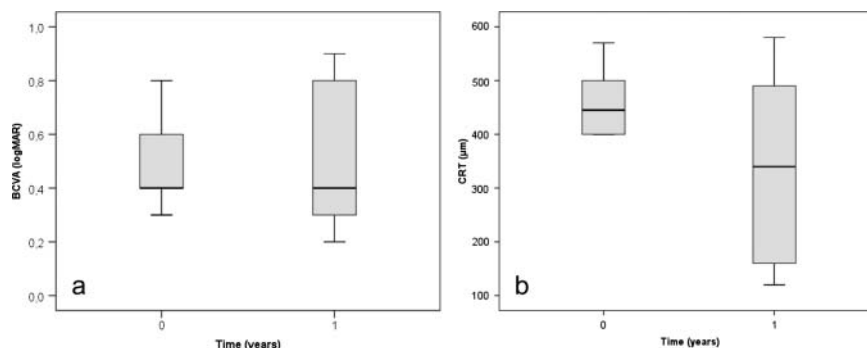 1,0
0,8
0,6
0,4
0,2
0,0
BCVA (logMAR)
a
0
1
Time (years)
600
500
400
300
200
100
CRT (µm)
b
0
1
Time (years)